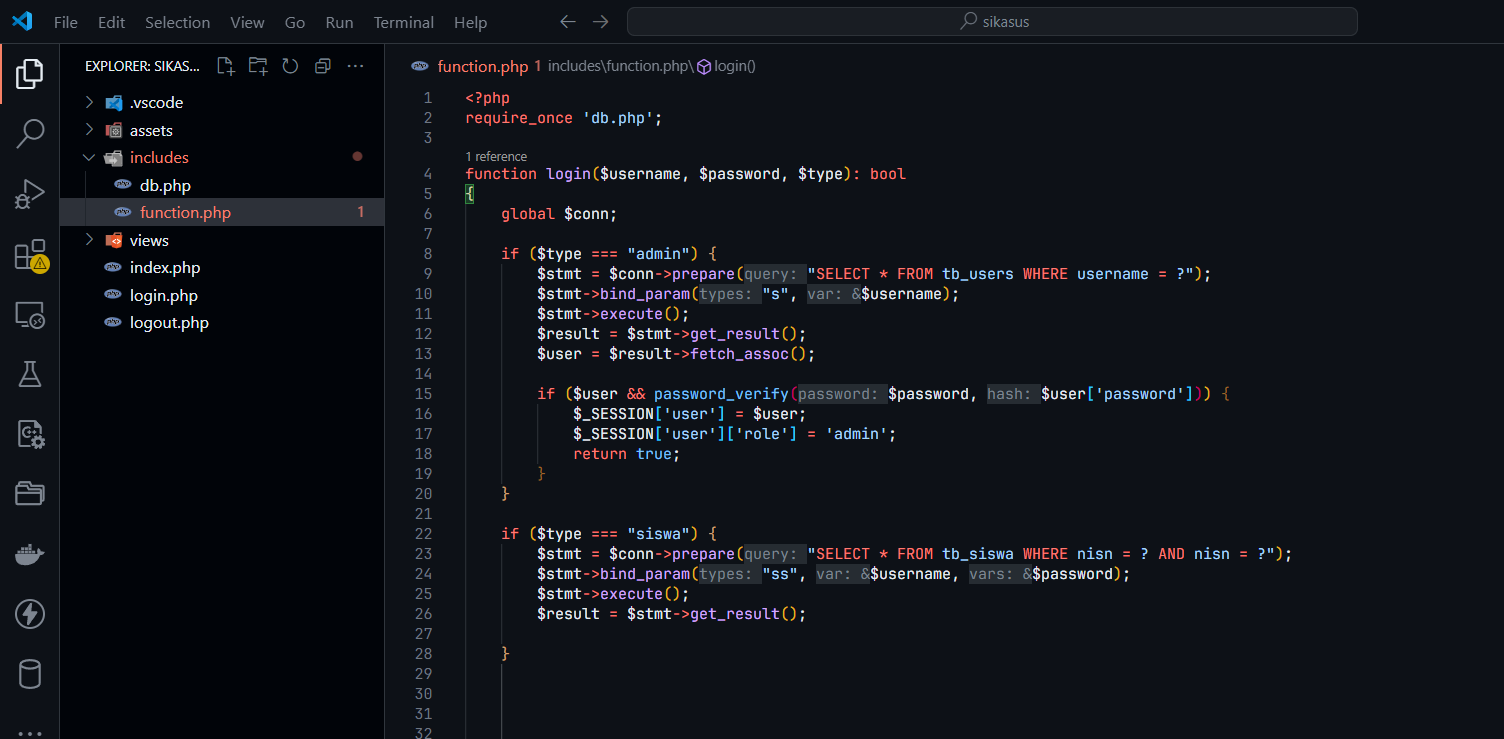 File Edit Selection View Go Run Terminal Help
sikasus
EXPLORER: SIKAS...
.vscode
assets
includes
db.php
function.php 1
views
index.php
login.php
logout.php
function.php 1 includes\function.php\login()
1 <?php
2 require_once 'db.php';
3
1 reference
4 function login($username, $password, $type): bool
5 {
6 global $conn;
7
8 if ($type === "admin") {
9 $stmt = $conn->prepare(query: "SELECT * FROM tb_users WHERE username = ?");
10 $stmt->bind_param(types: "s", var: &$username);
11 $stmt->execute();
12 $result = $stmt->get_result();
13 $user = $result->fetch_assoc();
14
15 if ($user && password_verify(password: $password, hash: $user['password'])) {
16 $_SESSION['user'] = $user;
17 $_SESSION['user']['role'] = 'admin';
18 return true;
19 }
20 }
21
22 if ($type === "siswa") {
23 $stmt = $conn->prepare(query: "SELECT * FROM tb_siswa WHERE nisn = ? AND nisn = ?");
24 $stmt->bind_param(types: "ss", var: &$username, vars: &$password);
25 $stmt->execute();
26 $result = $stmt->get_result();
27
28 }
29
30
31
32